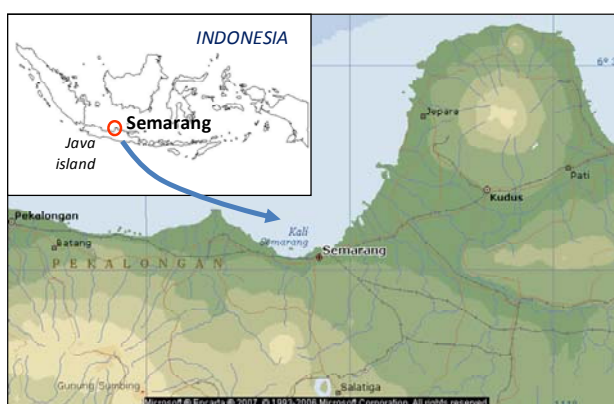 INDONESIA
Semarang
Java
island
6°
Jepara
Pati
Kudus
Pekalongan
Batang
Kali
Semarang
Semarang
PEKALONGAN
Gunung Sumbing
Salatiga
Microsoft ® Encarta ® 2007. © 1993-2006 Microsoft Corporation. All rights reserved.